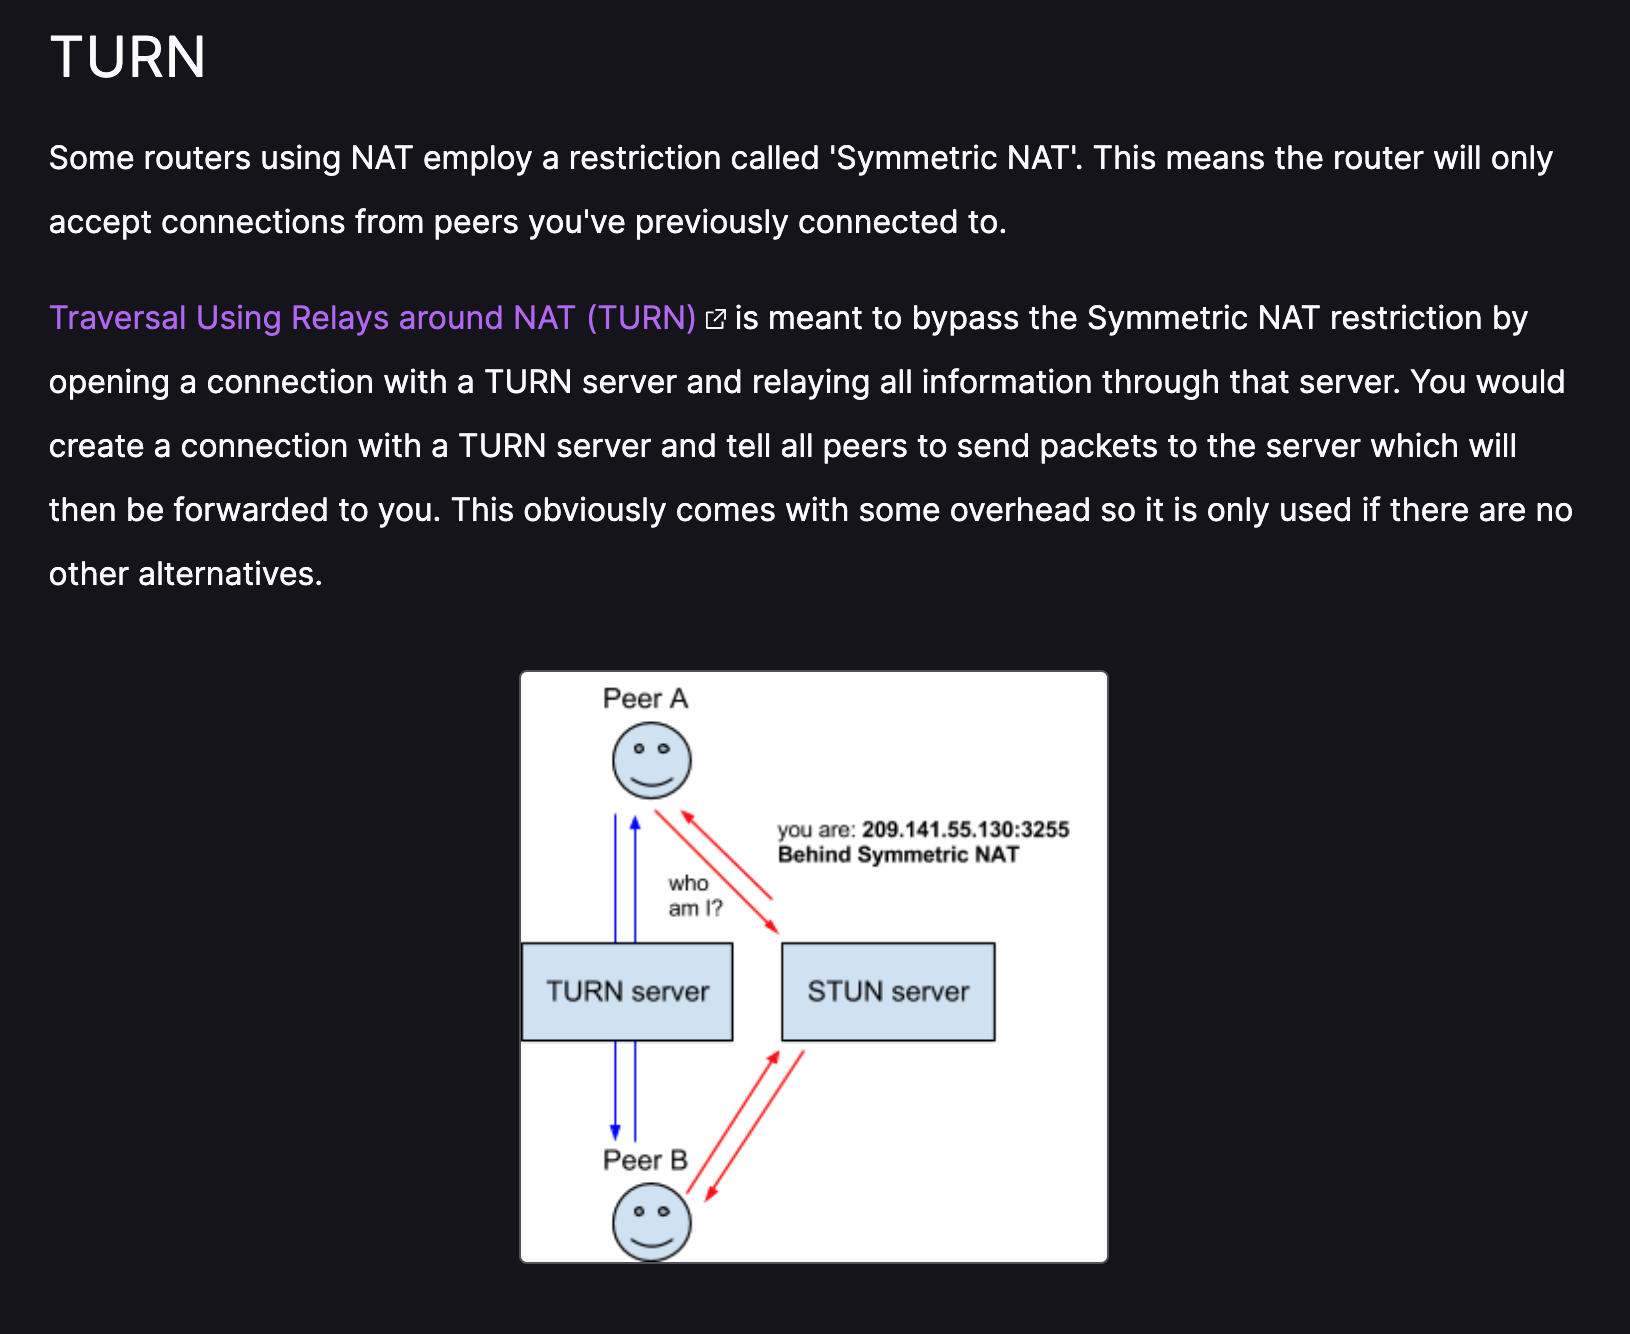 TURN
Some routers using NAT employ a restriction called 'Symmetric NAT'. This means the router will only
accept connections from peers you've previously connected to.
Traversal Using Relays around NAT (TURN) is meant to bypass the Symmetric NAT restriction by
opening a connection with a TURN server and relaying all information through that server. You would
create a connection with a TURN server and tell all peers to send packets to the server which will
then be forwarded to you. This obviously comes with some overhead so it is only used if there are no
other alternatives.
Peer A
you are: 209.141.55.130:3255
Behind Symmetric NAT
who
am I?
TURN server
STUN server
Peer B